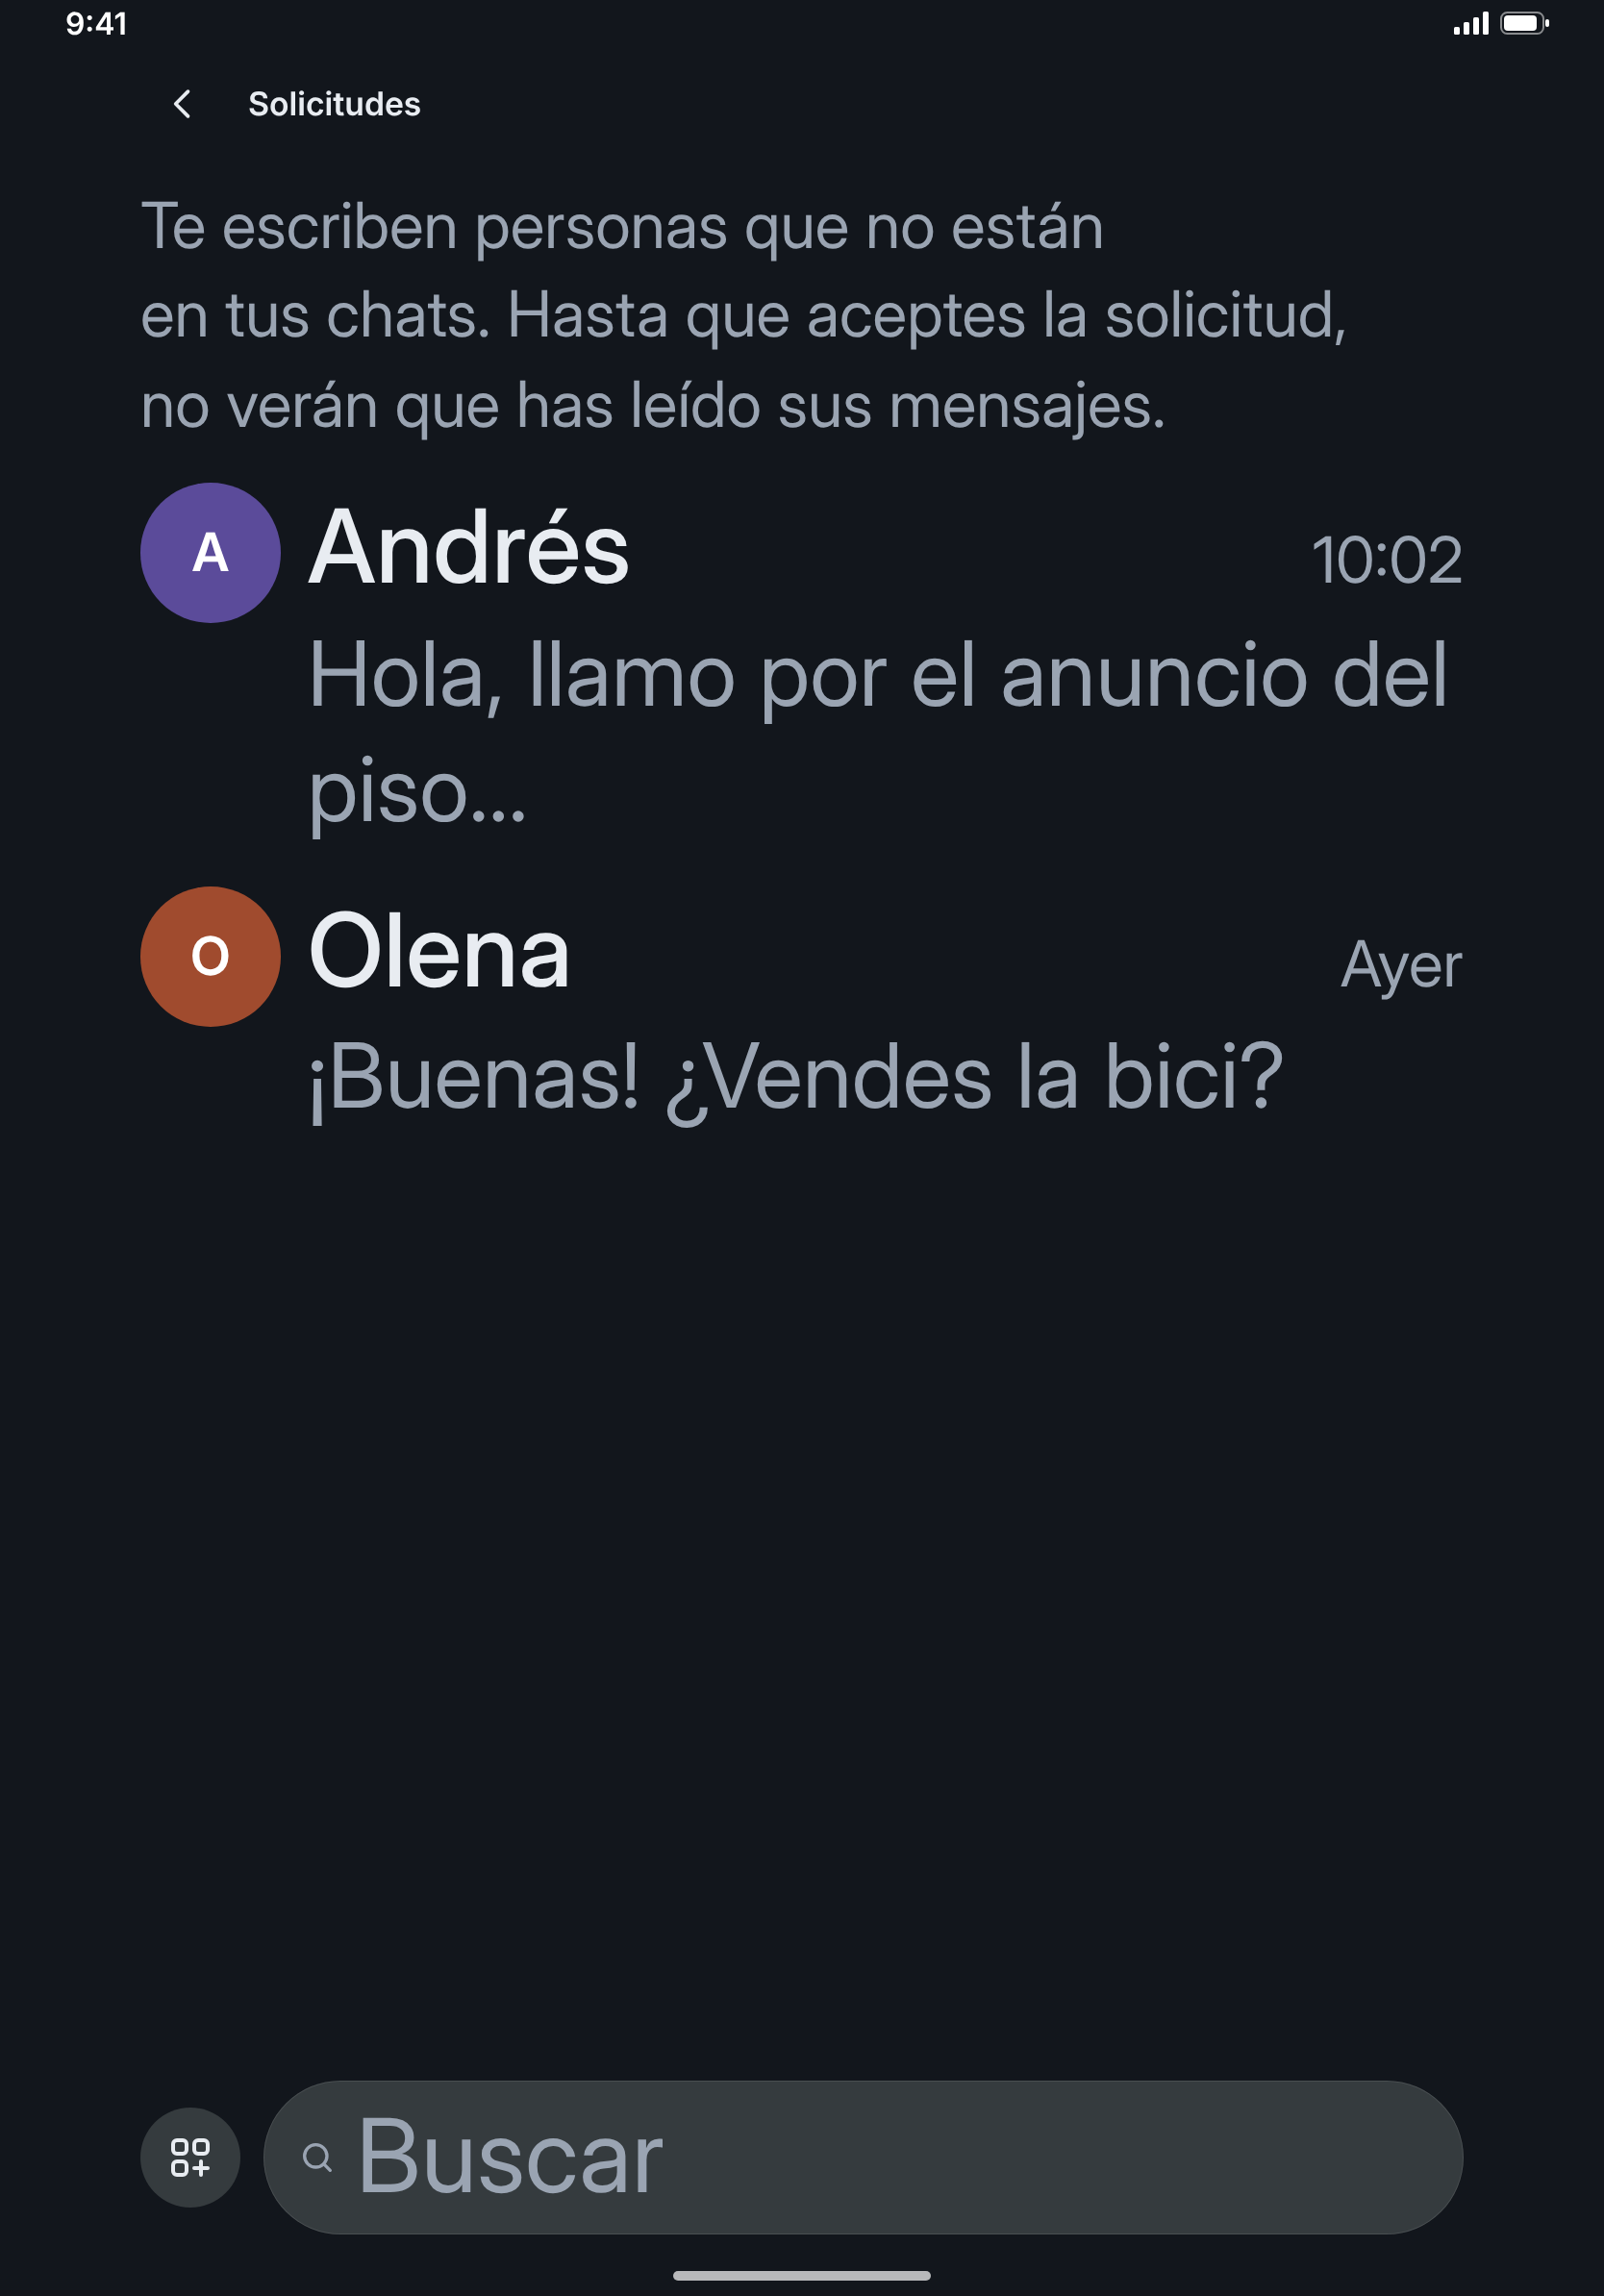 9:41
Solicitudes
Te escriben personas que no están
en tus chats. Hasta que aceptes la solicitud,
no verán que has leído sus mensajes.
A
Andrés
10:02
Hola, llamo por el anuncio del
piso...
O
Olena
Ayer
¡Buenas! ¿Vendes la bici?
Buscar